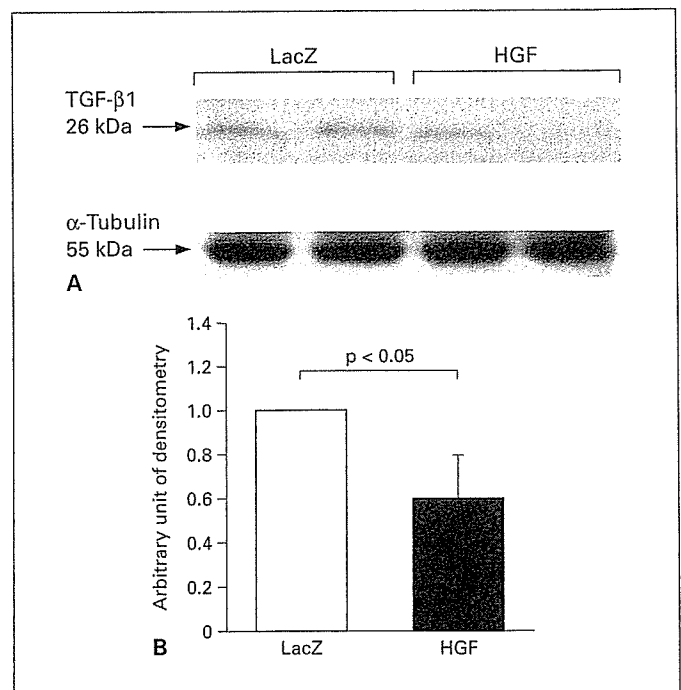 LacZ HGF
TGF-β1
26 kDa
α-Tubulin
55 kDa
A
1.4
1.2
1.0
0.8
0.6
0.4
0.2
0
Arbitrary unit of densitometry
p < 0.05
B
LacZ HGF